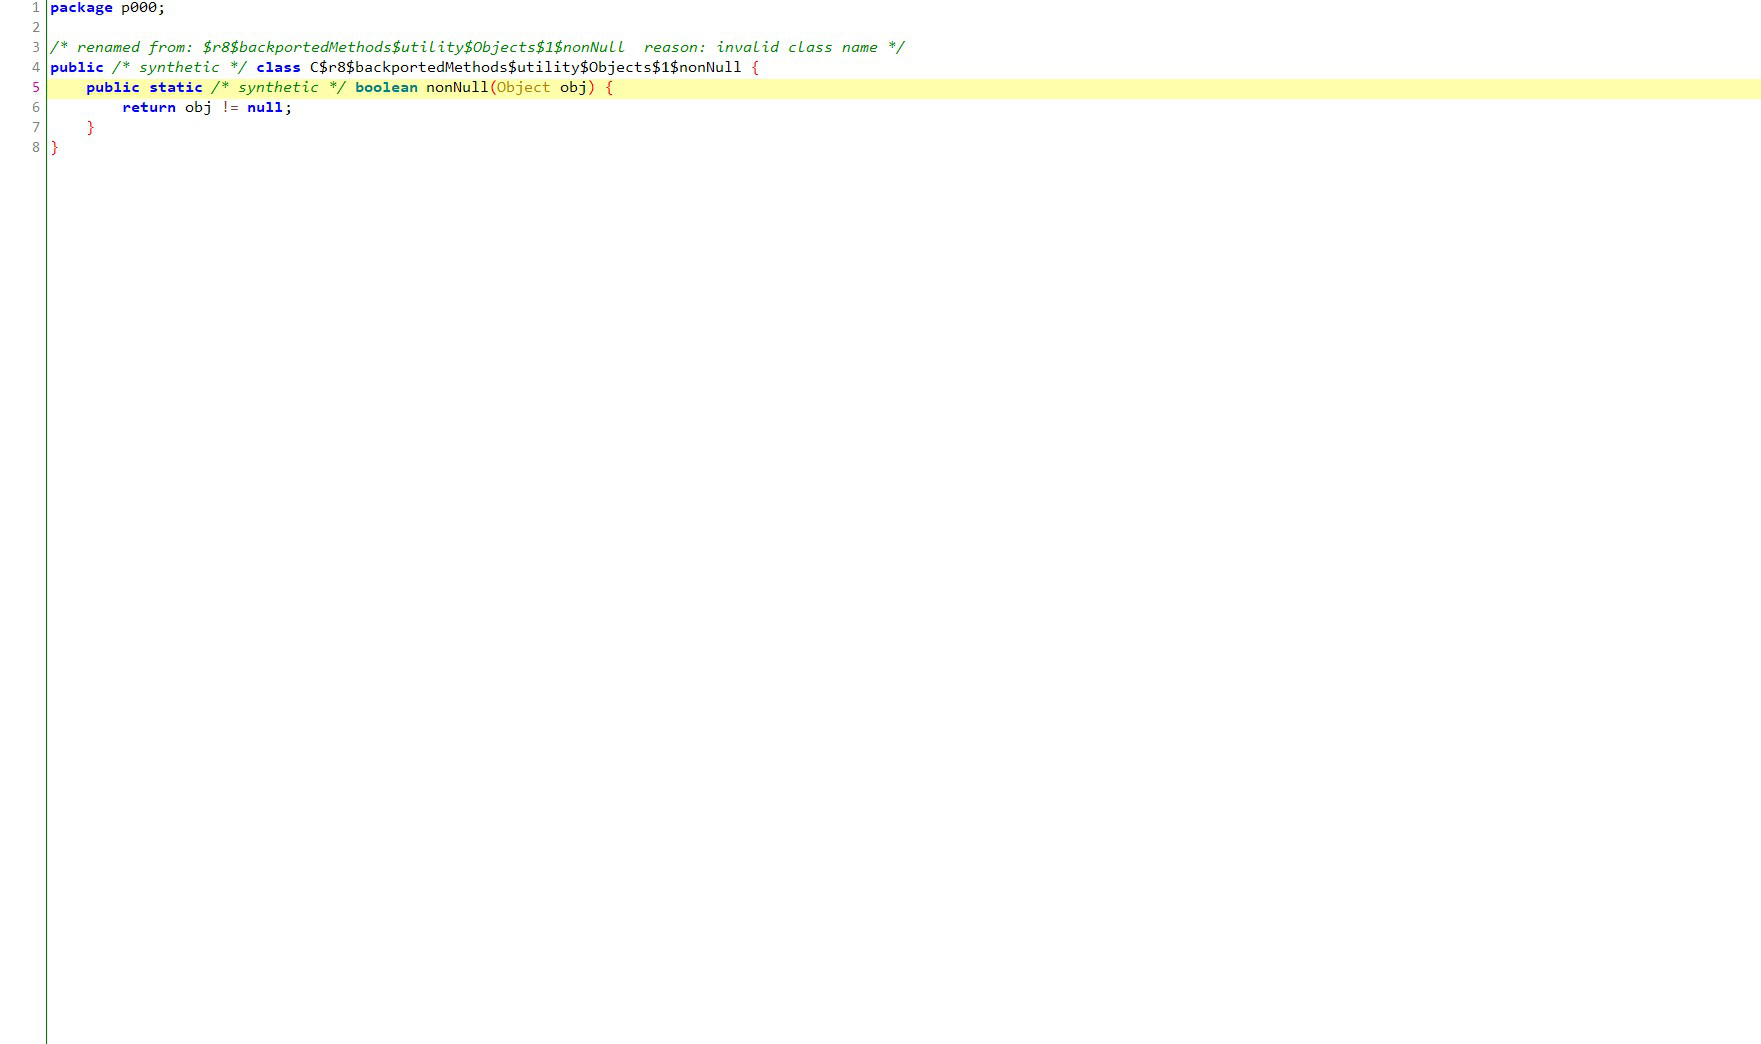 1 package p000;
2
3 /* renamed from: $r8$backportedMethods$utility$Objects$1$nonNull  reason: invalid class name */
4 public /* synthetic */ class C$r8$backportedMethods$utility$Objects$1$nonNull {
5     public static /* synthetic */ boolean nonNull(Object obj) {
6         return obj != null;
7     }
8 }